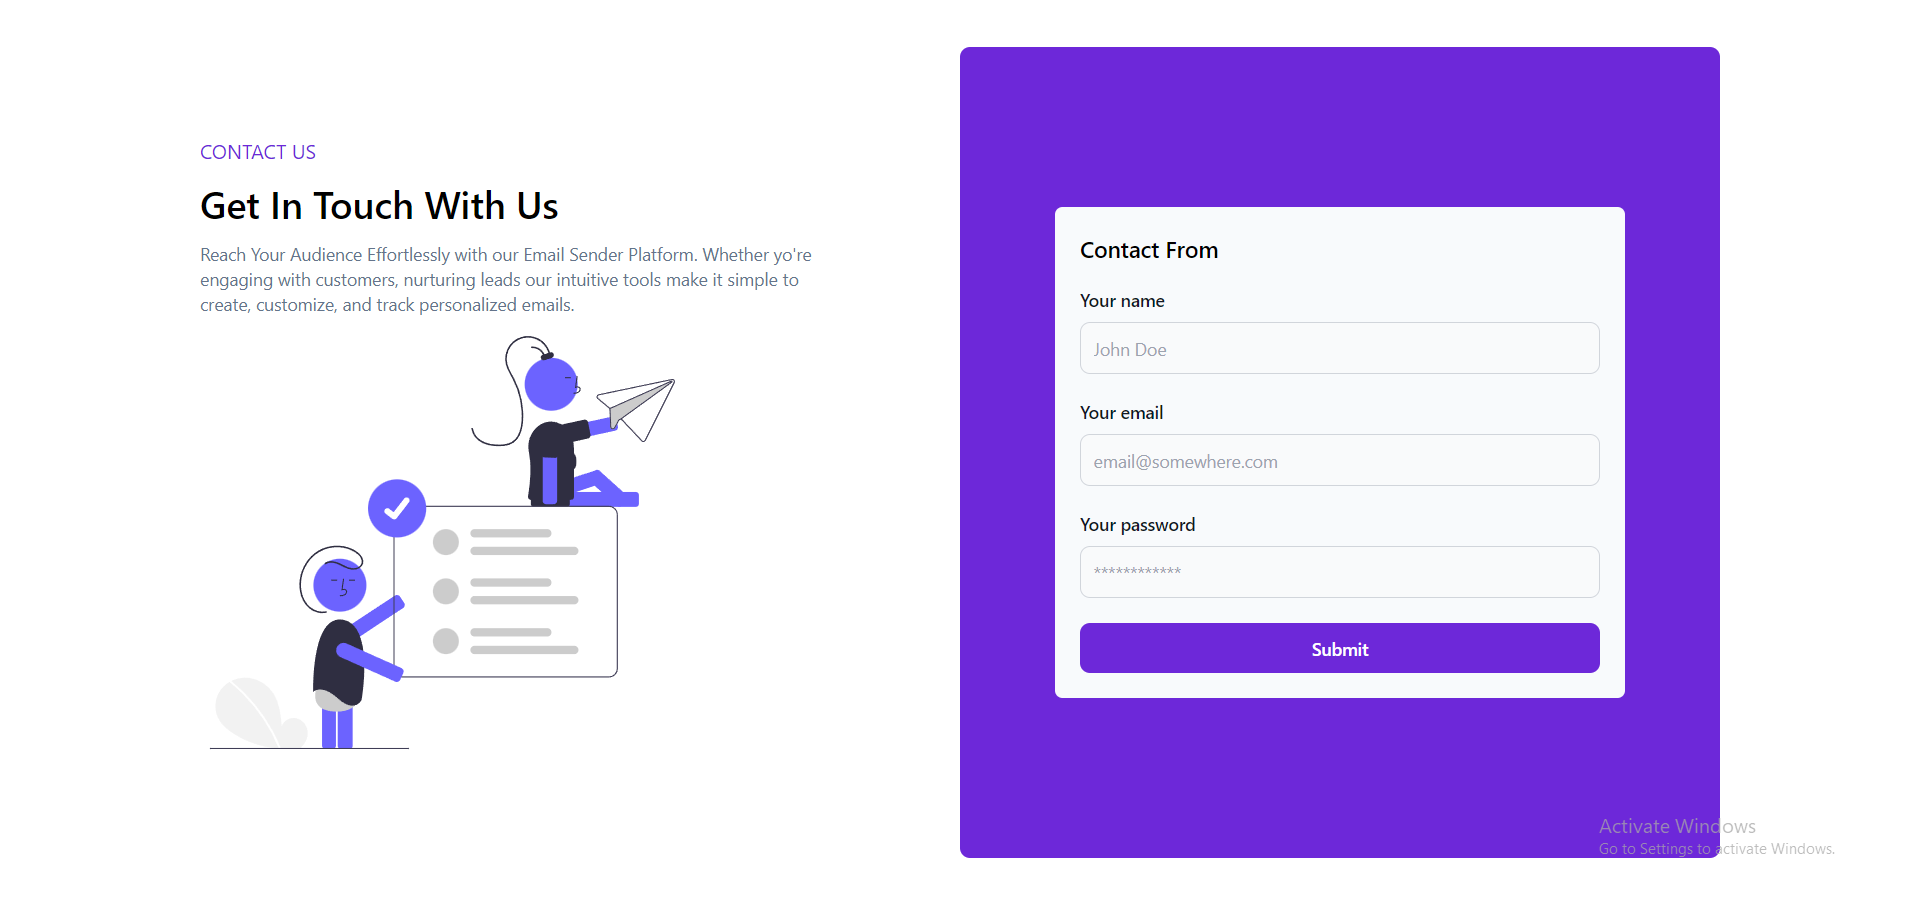 CONTACT US
Get In Touch With Us
Reach Your Audience Effortlessly with our Email Sender Platform. Whether yo're
engaging with customers, nurturing leads our intuitive tools make it simple to
create, customize, and track personalized emails.
Contact From
Your name
John Doe
Your email
email@somewhere.com
Your password
************
Submit
Activate Windows
Go to Settings to activate Windows.